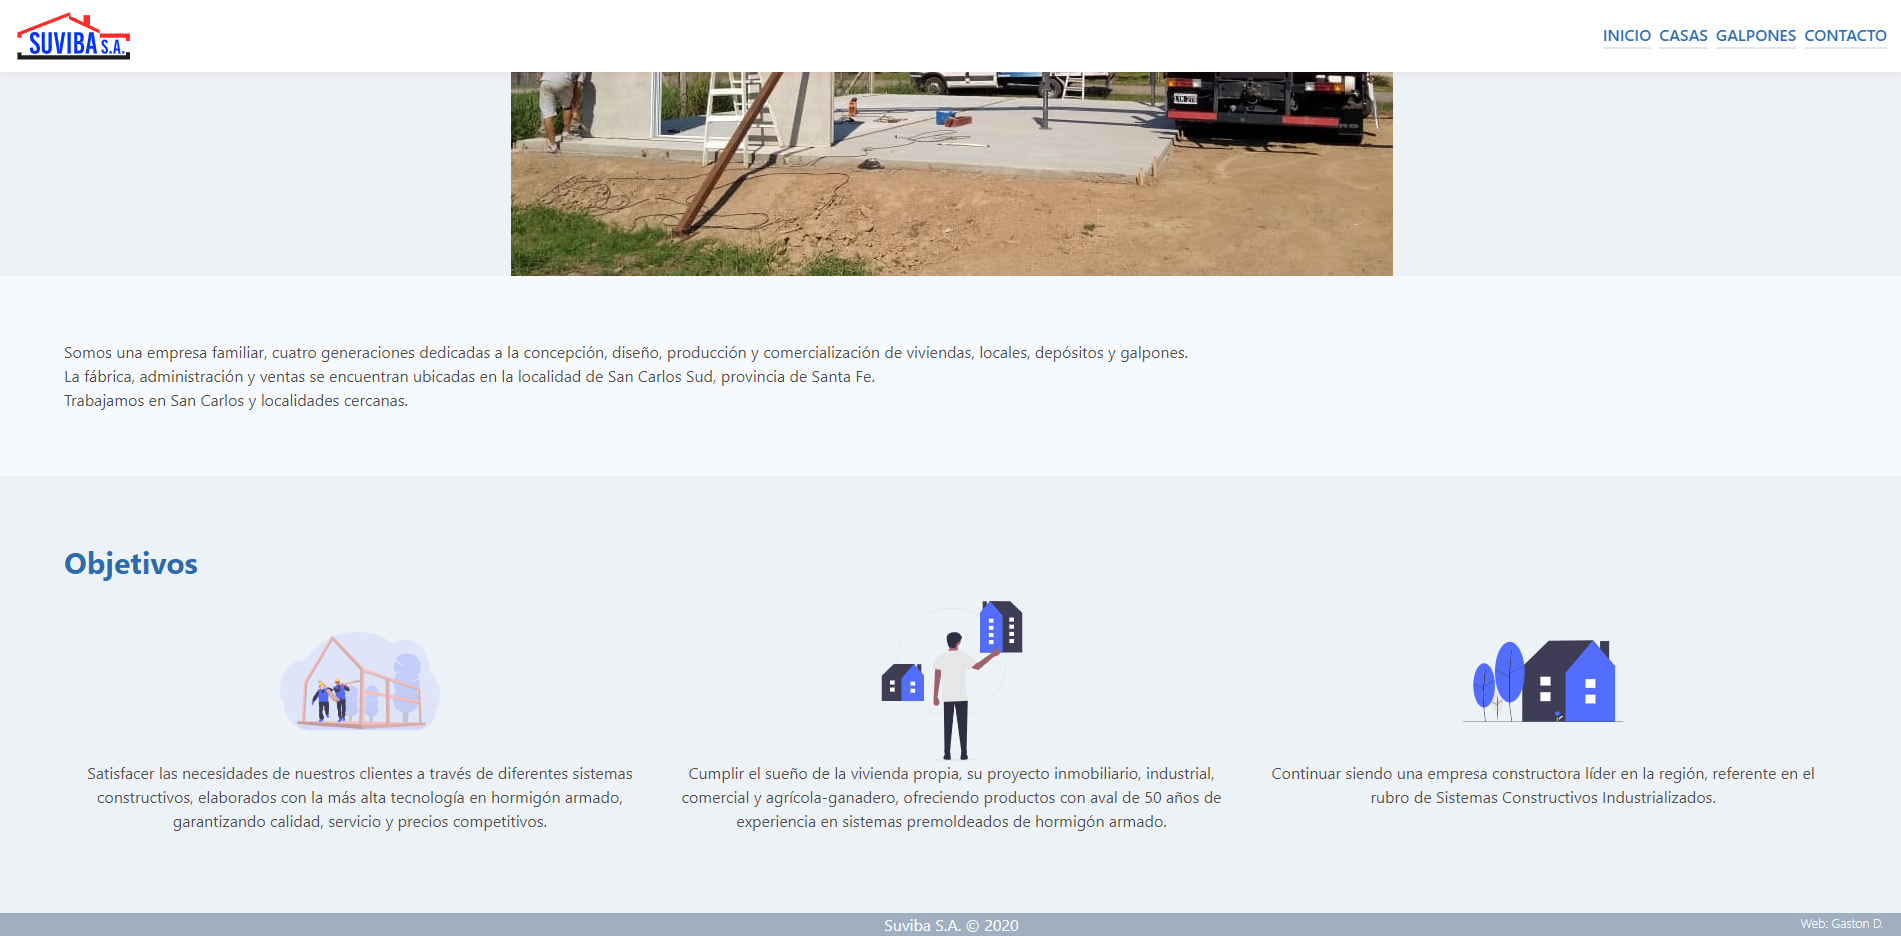 SUVIBA S.A.
INICIO CASAS GALPONES CONTACTO
Somos una empresa familiar, cuatro generaciones dedicadas a la concepción, diseño, producción y comercialización de viviendas, locales, depósitos y galpones.
La fábrica, administración y ventas se encuentran ubicadas en la localidad de San Carlos Sud, provincia de Santa Fe.
Trabajamos en San Carlos y localidades cercanas.
Objetivos
Satisfacer las necesidades de nuestros clientes a través de diferentes sistemas
constructivos, elaborados con la más alta tecnología en hormigón armado,
garantizando calidad, servicio y precios competitivos.
Cumplir el sueño de la vivienda propia, su proyecto inmobiliario, industrial,
comercial y agrícola-ganadero, ofreciendo productos con aval de 50 años de
experiencia en sistemas premoldeados de hormigón armado.
Continuar siendo una empresa constructora líder en la región, referente en el
rubro de Sistemas Constructivos Industrializados.
Suviba S.A. © 2020
Web: Gaston D.